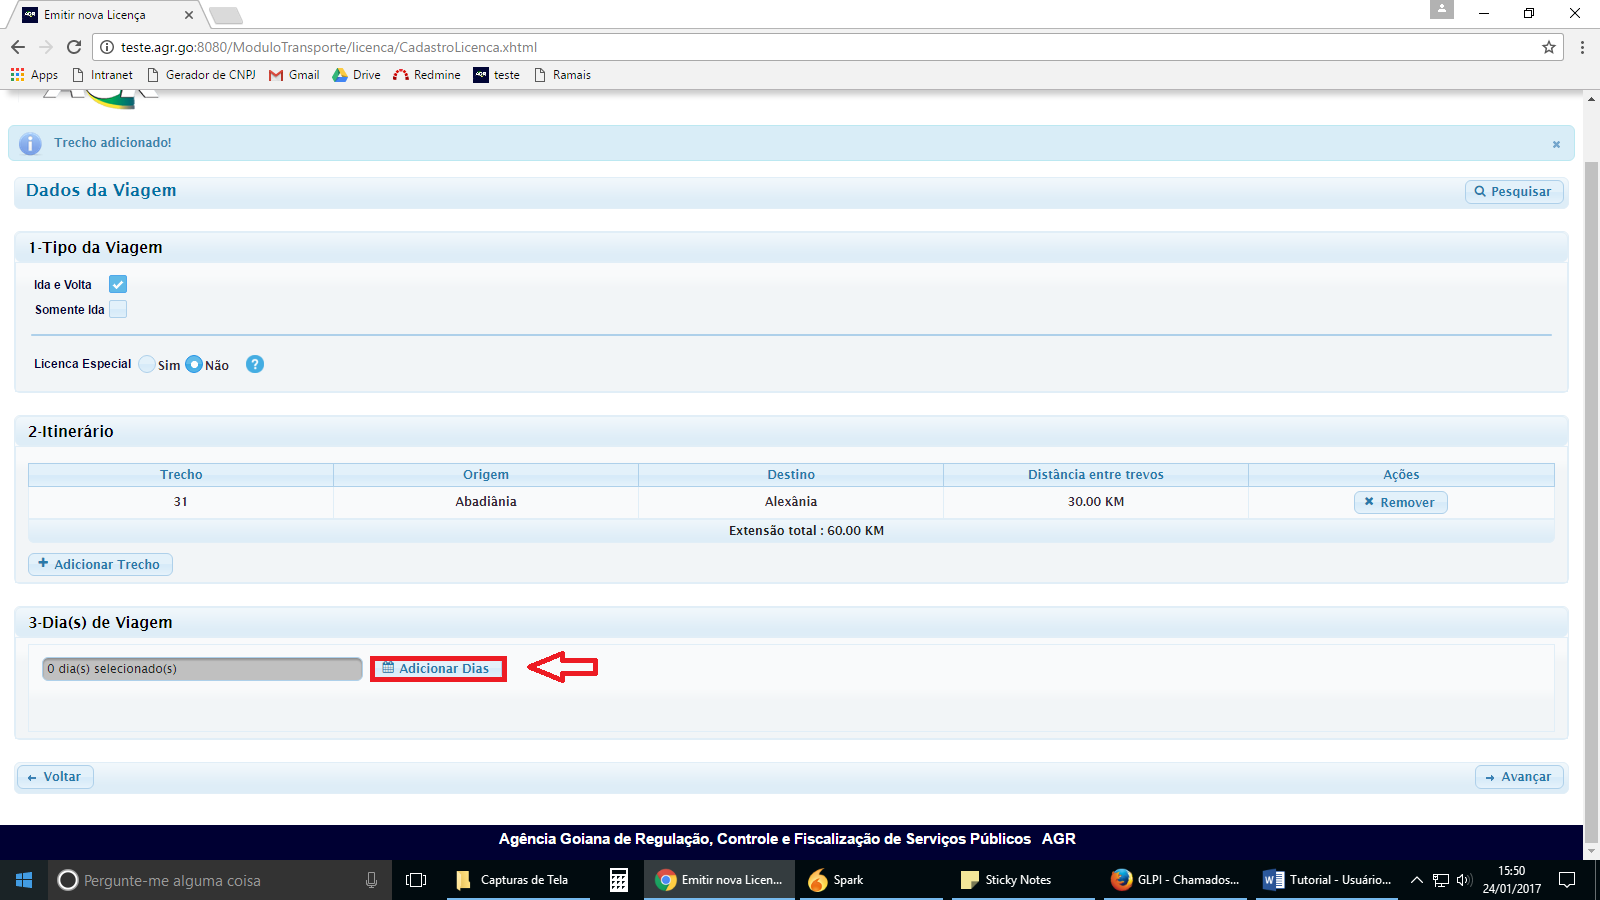 Emitir nova Licença
teste.agr.go:8080/ModuloTransporte/licenca/CadastroLicenca.xhtml
Apps Intranet Gerador de CNPJ Gmail Drive Redmine teste Ramais
Trecho adicionado!
Dados da Viagem
Pesquisar
1-Tipo da Viagem
Ida e Volta
Somente Ida
Licenca Especial Sim Não ?
2-Itinerário
Trecho Origem Destino Distância entre trevos Ações
31 Abadiânia Alexânia 30.00 KM Remover
Extensão total : 60.00 KM
Adicionar Trecho
3-Dia(s) de Viagem
0 dia(s) selecionado(s) Adicionar Dias
Voltar
Avançar
Agência Goiana de Regulação, Controle e Fiscalização de Serviços Públicos AGR
Pergunte-me alguma coisa
Capturas de Tela
Emitir nova Licen...
Spark
Sticky Notes
GLPI - Chamados...
Tutorial - Usuário...
15:50
24/01/2017